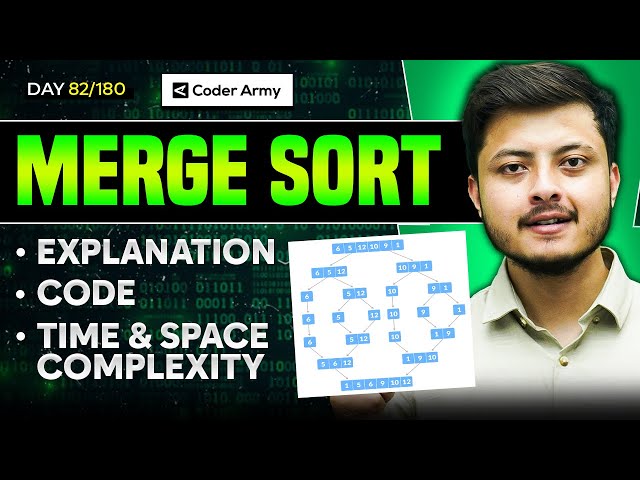 DAY 82/180
Coder Army
MERGE SORT
• EXPLANATION
• CODE
• TIME & SPACE
COMPLEXITY
6 5 12 10 9 1
6 5 12 10 9 1
6 5 12 10 9 1
6 5 12 10 9 1
6 5 12 10 1 9
5 6 12 1 9 10
1 5 6 9 10 12